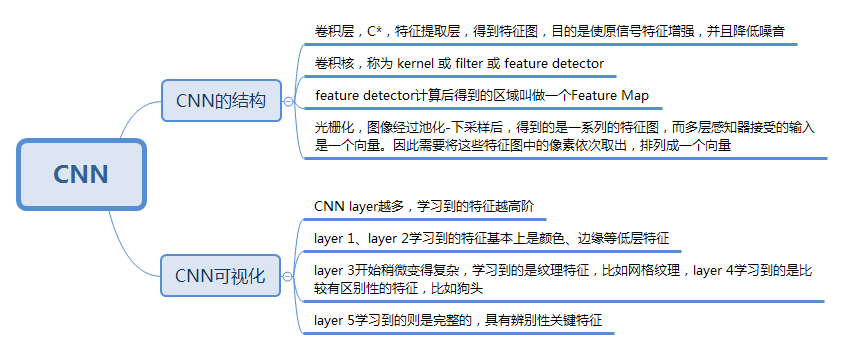 CNN
CNN的结构
卷积层，C*，特征提取层，得到特征图，目的是使原信号特征增强，并且降低噪音
卷积核，称为 kernel 或 filter 或 feature detector
feature detector计算后得到的区域叫做一个Feature Map
光栅化，图像经过池化-下采样后，得到的是一系列的特征图，而多层感知器接受的输入
是一个向量。因此需要将这些特征图中的像素依次取出，排列成一个向量
CNN可视化
CNN layer越多，学习到的特征越高阶
layer 1、layer 2学习到的特征基本上是颜色、边缘等低层特征
layer 3开始稍微变得复杂，学习到的是纹理特征，比如网格纹理，layer 4学习到的是比
较有区别性的特征，比如狗头
layer 5学习到的则是完整的，具有辨别性关键特征